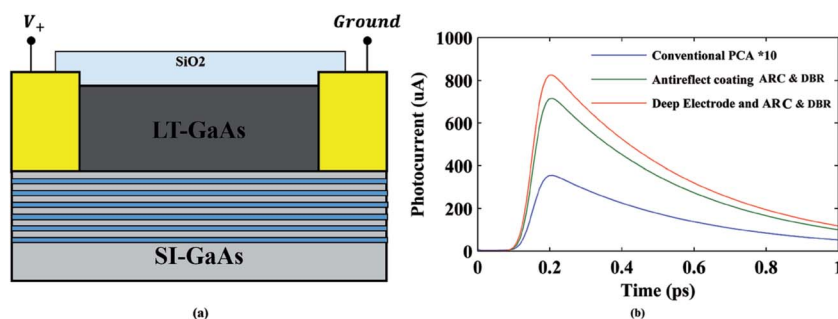 V₊
Ground
SiO2
LT-GaAs
SI-GaAs
(a)
1000
800
600
400
200
0
Photocurrent (uA)
Conventional PCA *10
Antireflect coating ARC & DBR
Deep Electrode and ARC & DBR
0
0.2
0.4
0.6
0.8
1
Time (ps)
(b)